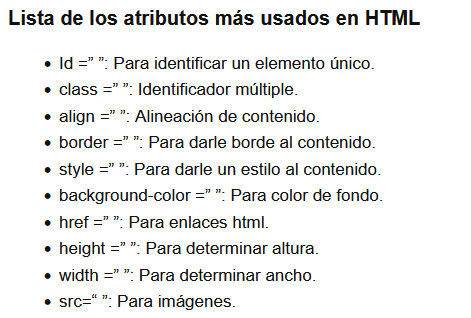 Lista de los atributos más usados en HTML
• Id =” ”: Para identificar un elemento único.
• class =” ”: Identificador múltiple.
• align =” ”: Alineación de contenido.
• border =” ”: Para darle borde al contenido.
• style =” ”: Para darle un estilo al contenido.
• background-color =” ”: Para color de fondo.
• href =” ”: Para enlaces html.
• height =” ”: Para determinar altura.
• width =” ”: Para determinar ancho.
• src=“ ”: Para imágenes.